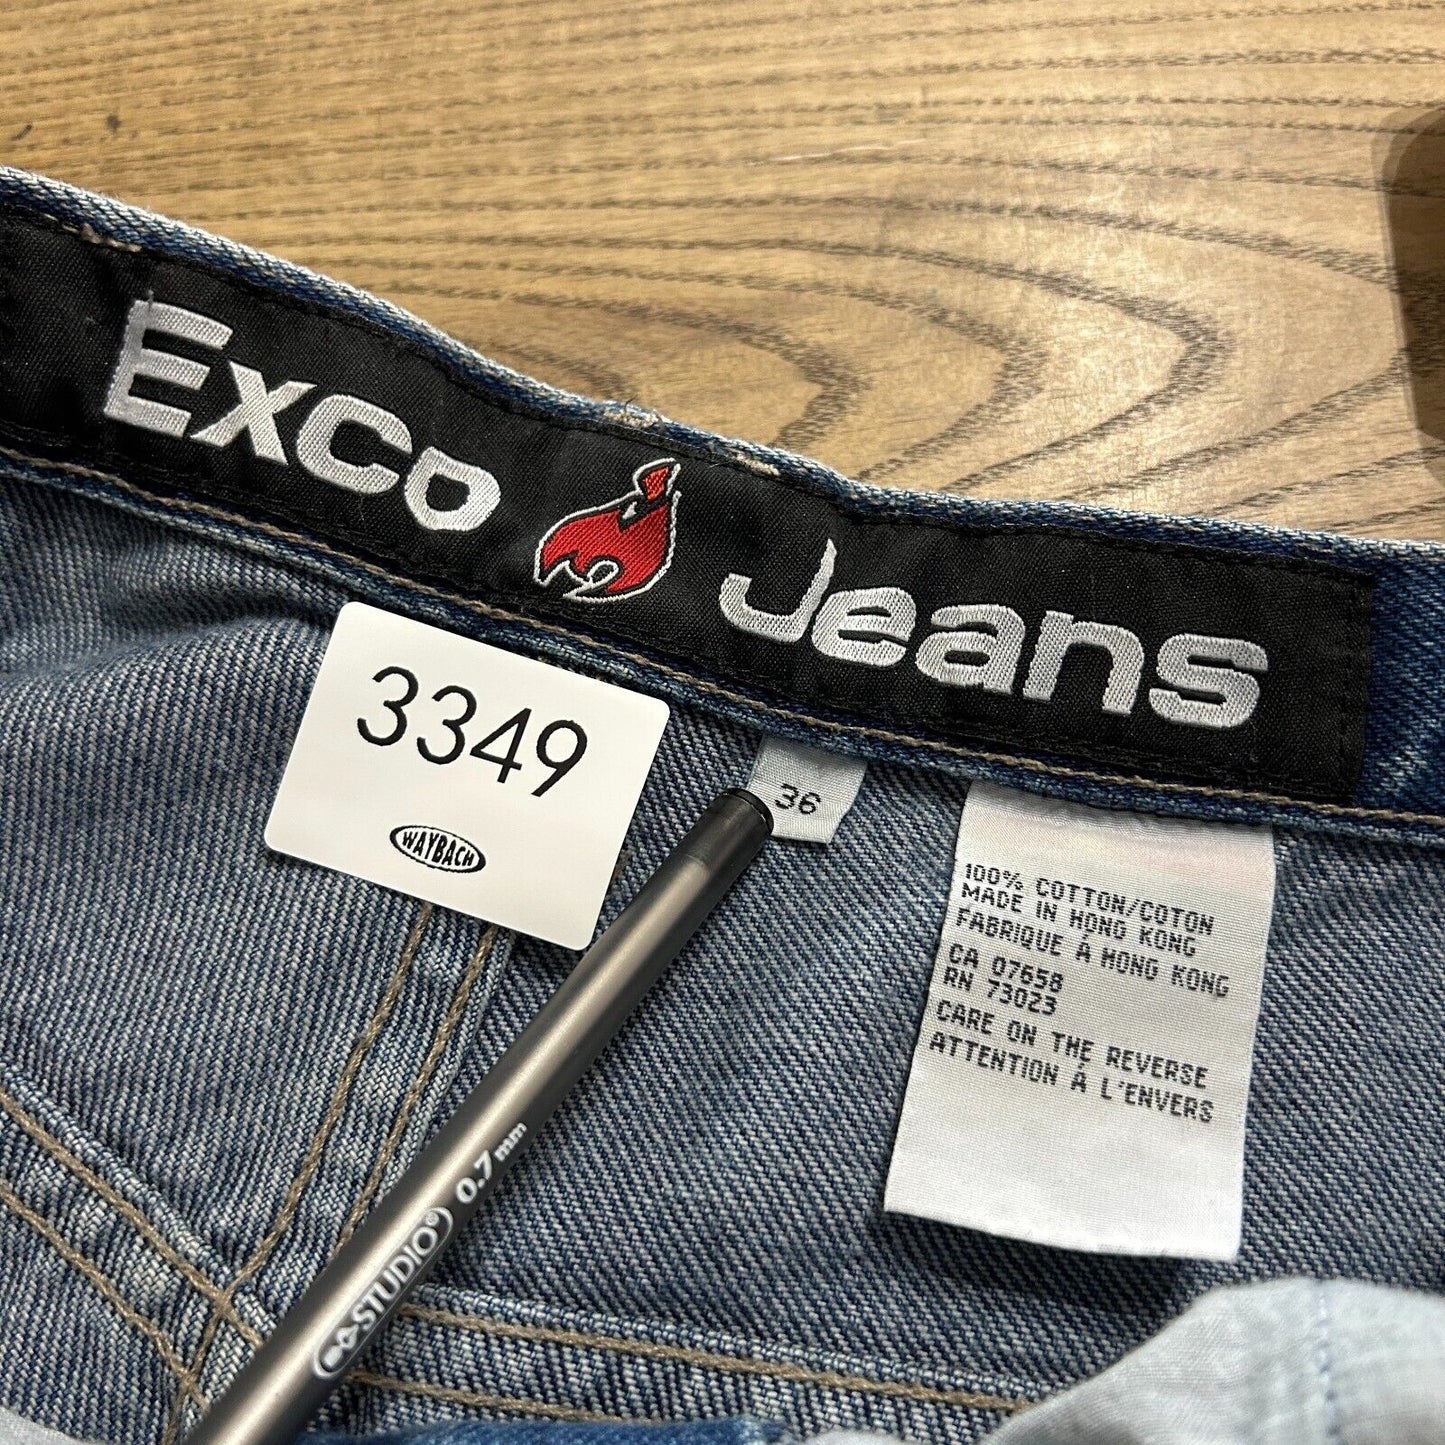 ExCo Jeans
3349
WAYBACH
36
100% COTTON/COTON
MADE IN HONG KONG
FABRIQUE À HONG KONG
CA 07658
RN 73023
CARE ON THE REVERSE
ATTENTION À L'ENVERS
STUDIO® 0.7mm